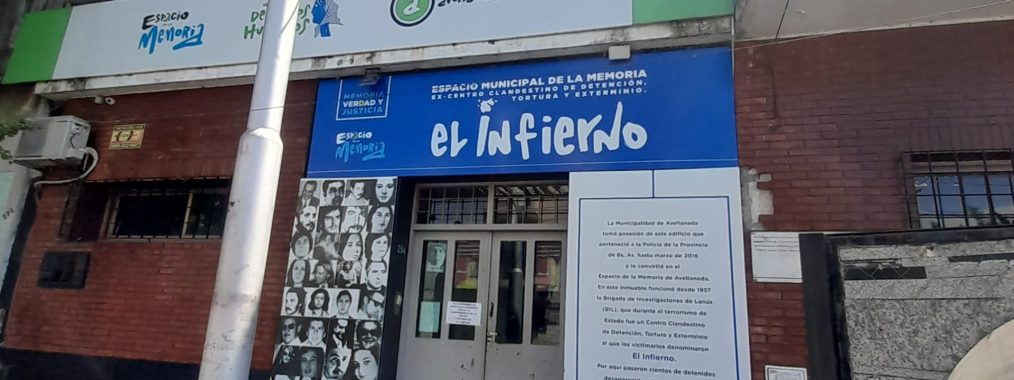 ESPACIO
DE LA
MEMORIA
Derechos
Humanos
MEMORIA
VERDAD Y
JUSTICIA
ESPACIO
DE LA
MEMORIA
ESPACIO MUNICIPAL DE LA MEMORIA
EX-CENTRO CLANDESTINO DE DETENCIÓN,
TORTURA Y EXTERMINIO.
EL INFIERNO
La Municipalidad de Avellaneda
tomó posesión de este edificio que
perteneció a la Policía de la Provincia
de Bs. As. hasta marzo de 2016
y lo convirtió en el
Espacio de la Memoria de Avellaneda.
En este inmueble funcionó desde 1957
la Brigada de Investigaciones de Lanús
(BIL), que durante el terrorismo de
Estado fue un Centro Clandestino
de Detención, Tortura y Exterminio
al que los victimarios denominaron
El Infierno.
Por aquí pasaron cientos de detenidos